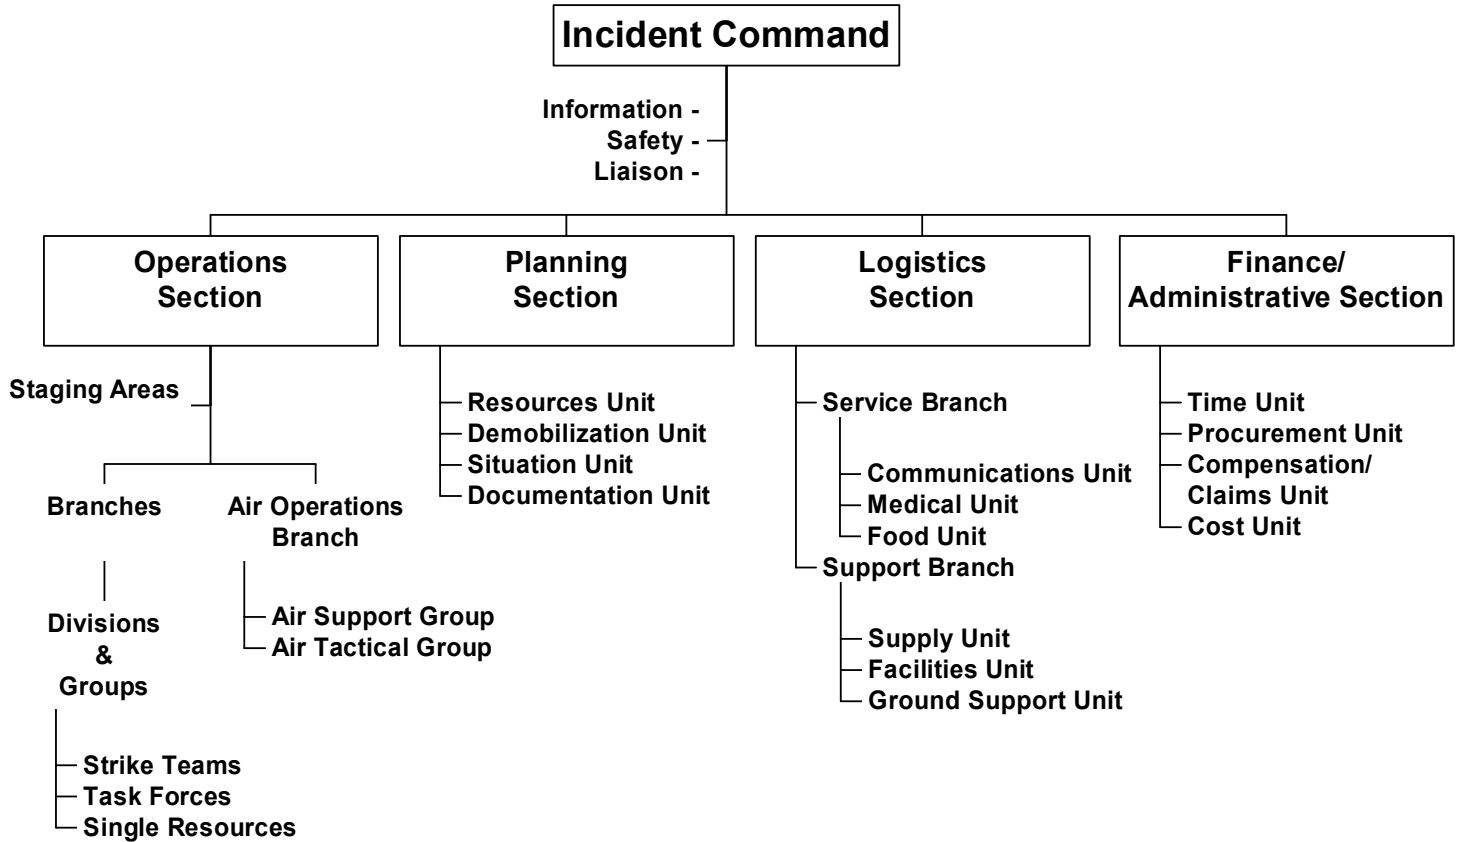 Incident Command
Information -
Safety -
Liaison -
Operations
Section
Planning
Section
Logistics
Section
Finance/
Administrative Section
Staging Areas
Branches
Air Operations
Branch
Divisions
&
Groups
Air Support Group
Air Tactical Group
Strike Teams
Task Forces
Single Resources
Resources Unit
Demobilization Unit
Situation Unit
Documentation Unit
Service Branch
Communications Unit
Medical Unit
Food Unit
Support Branch
Supply Unit
Facilities Unit
Ground Support Unit
Time Unit
Procurement Unit
Compensation/
Claims Unit
Cost Unit